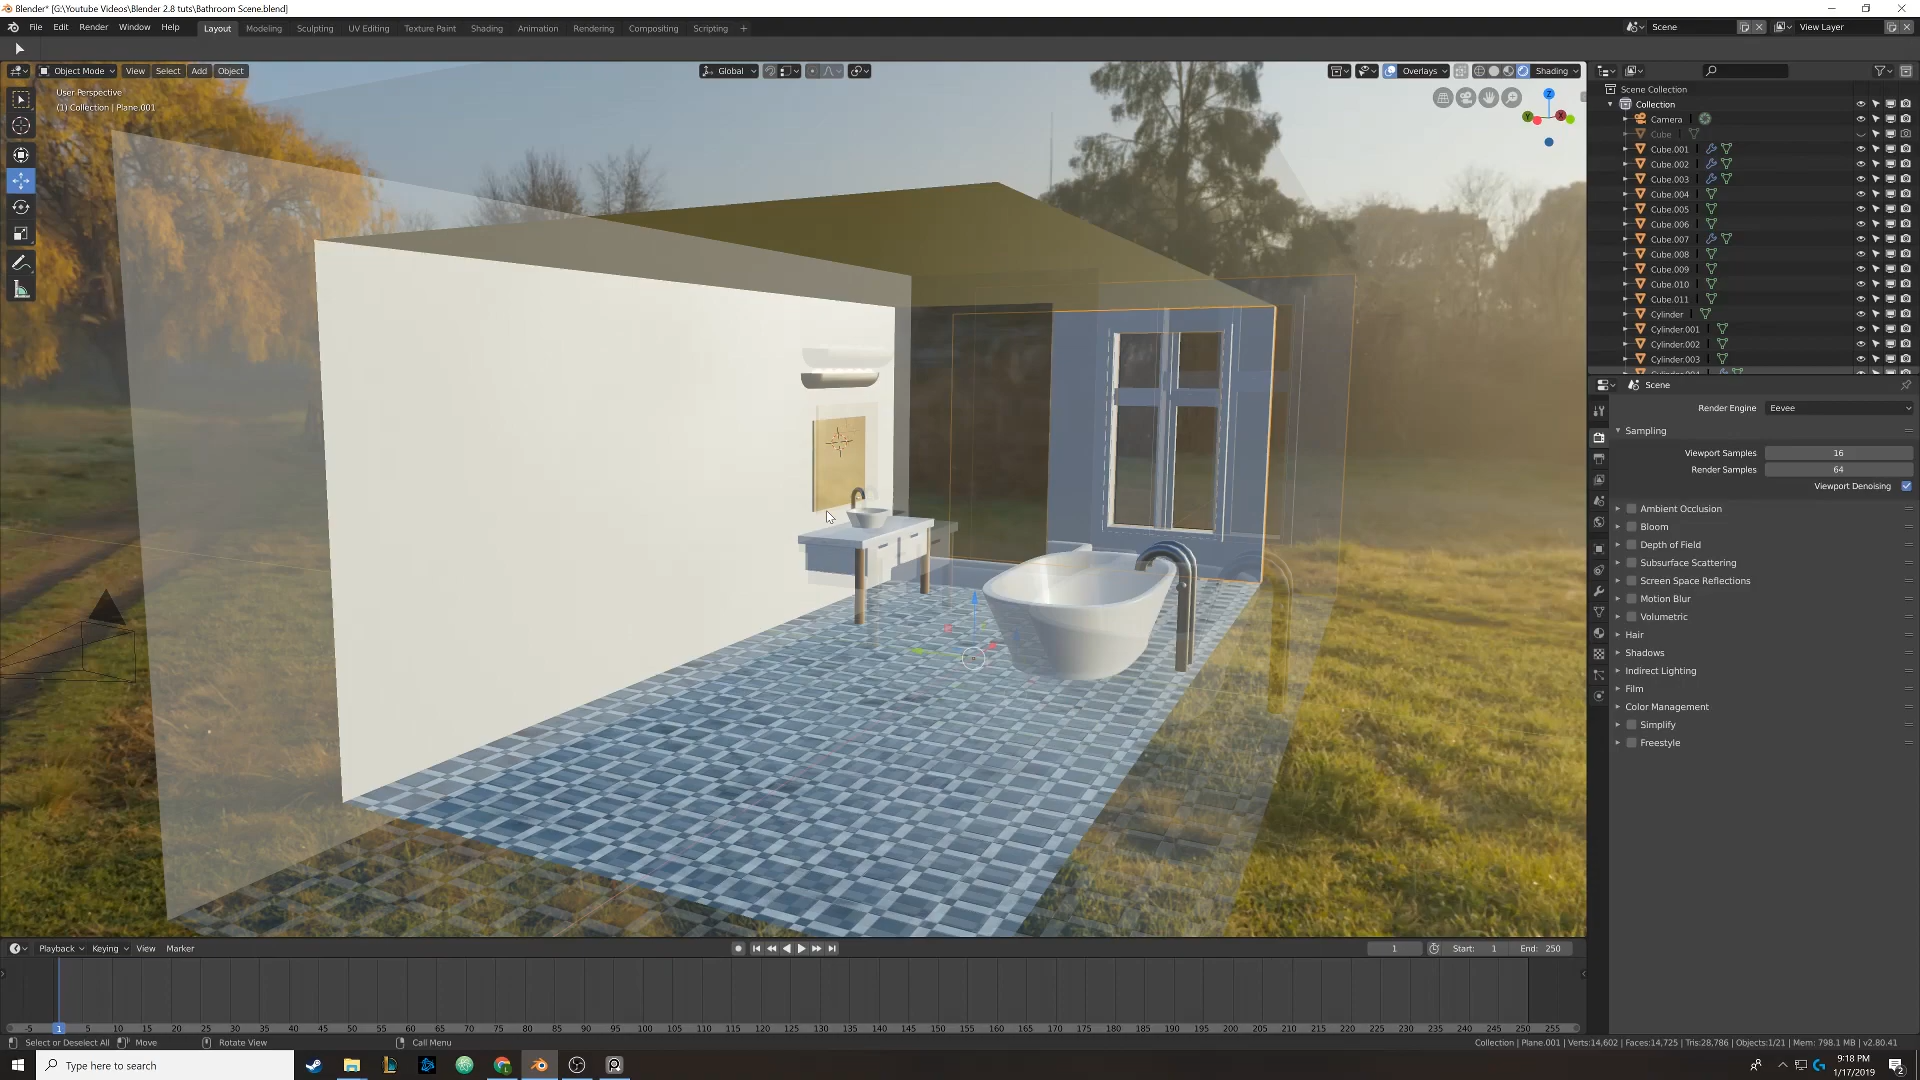 Blender* [G:\Youtube Videos\Blender 2.8 tuts\Bathroom Scene.blend]
File Edit Render Window Help Layout Modeling Sculpting UV Editing Texture Paint Shading Animation Rendering Compositing Scripting + Scene View Layer
Object Mode View Select Add Object Global Overlays Shading
User Perspective
(1) Collection | Plane.001
Z
Y
X
Scene Collection
Collection
Camera
Cube
Cube.001
Cube.002
Cube.003
Cube.004
Cube.005
Cube.006
Cube.007
Cube.008
Cube.009
Cube.010
Cube.011
Cylinder
Cylinder.001
Cylinder.002
Cylinder.003
Scene
Render Engine Eevee
Sampling
Viewport Samples 16
Render Samples 64
Viewport Denoising
Ambient Occlusion
Bloom
Depth of Field
Subsurface Scattering
Screen Space Reflections
Motion Blur
Volumetric
Hair
Shadows
Indirect Lighting
Film
Color Management
Simplify
Freestyle
Playback Keying View Marker 1 Start: 1 End: 250
-5 1 5 10 15 20 25 30 35 40 45 50 55 60 65 70 75 80 85 90 95 100 105 110 115 120 125 130 135 140 145 150 155 160 165 170 175 180 185 190 195 200 205 210 215 220 225 230 235 240 245 250 255
Select or Deselect All Move Rotate View Call Menu Collection | Plane.001 | Verts:14,602 | Faces:14,725 | Tris:28,786 | Objects:1/21 | Mem: 798.1 MB | v2.80.41
Type here to search
9:18 PM
1/17/2019
2